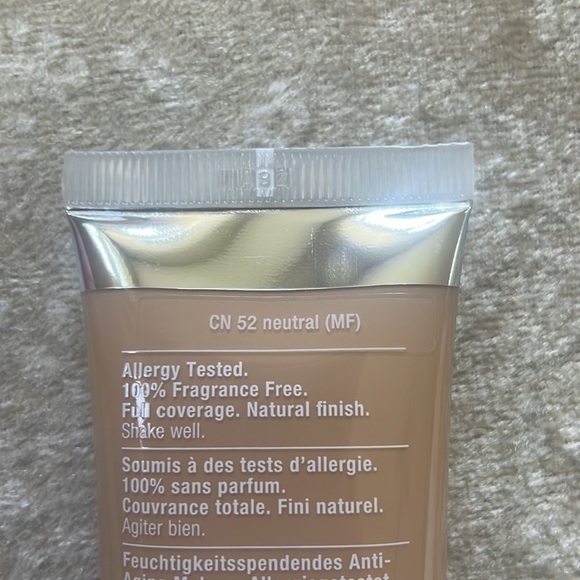 CN 52 neutral (MF)
Allergy Tested.
100% Fragrance Free.
Full coverage. Natural finish.
Shake well.
Soumis à des tests d'allergie.
100% sans parfum.
Couvrance totale. Fini naturel.
Agiter bien.
Feuchtigkeitsspendendes Anti-